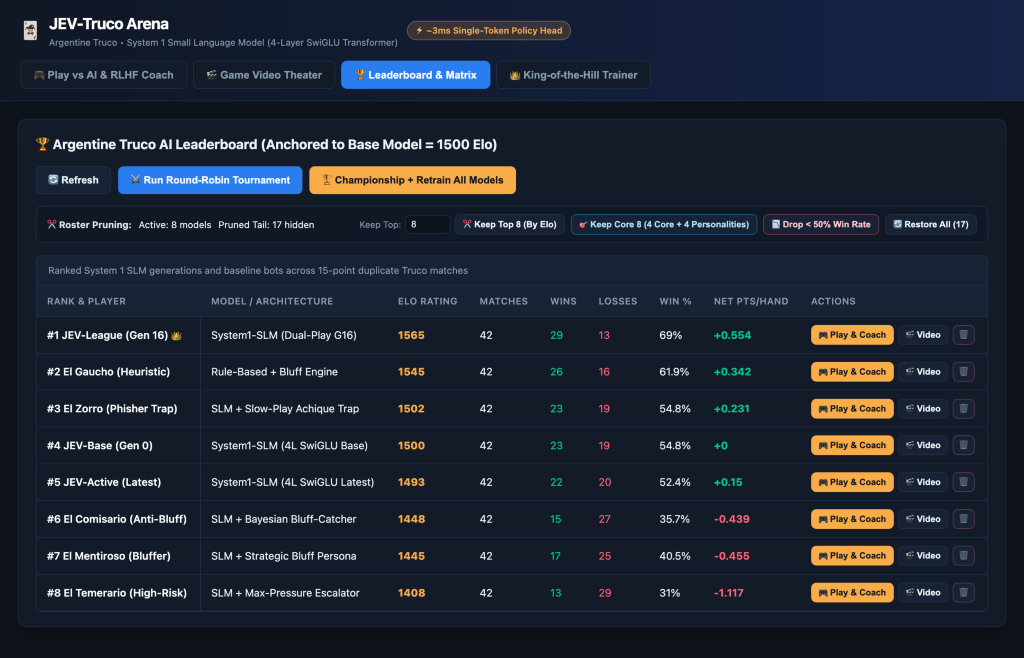 JEV-Truco Arena
Argentine Truco • System 1 Small Language Model (4-Layer SwiGLU Transformer)
⚡ ~3ms Single-Token Policy Head
🎮 Play vs AI & RLHF Coach
🎬 Game Video Theater
🏆 Leaderboard & Matrix
👑 King-of-the-Hill Trainer
🏆 Argentine Truco AI Leaderboard (Anchored to Base Model = 1500 Elo)
🔄 Refresh
⚔️ Run Round-Robin Tournament
🏆 Championship + Retrain All Models
✂️ Roster Pruning: Active: 8 models Pruned Tail: 17 hidden
Keep Top: 8
✂️ Keep Top 8 (By Elo)
🎯 Keep Core 8 (4 Core + 4 Personalities)
Drop < 50% Win Rate
🔄 Restore All (17)
Ranked System 1 SLM generations and baseline bots across 15-point duplicate Truco matches
RANK & PLAYER MODEL / ARCHITECTURE ELO RATING MATCHES WINS LOSSES WIN % NET PTS/HAND ACTIONS
#1 JEV-League (Gen 16) 👑 System1-SLM (Dual-Play G16) 1565 42 29 13 69% +0.554 🎮 Play & Coach 🎬 Video
#2 El Gaucho (Heuristic) Rule-Based + Bluff Engine 1545 42 26 16 61.9% +0.342 🎮 Play & Coach 🎬 Video
#3 El Zorro (Phisher Trap) SLM + Slow-Play Achique Trap 1502 42 23 19 54.8% +0.231 🎮 Play & Coach 🎬 Video
#4 JEV-Base (Gen 0) System1-SLM (4L SwiGLU Base) 1500 42 23 19 54.8% +0 🎮 Play & Coach 🎬 Video
#5 JEV-Active (Latest) System1-SLM (4L SwiGLU Latest) 1493 42 22 20 52.4% +0.15 🎮 Play & Coach 🎬 Video
#6 El Comisario (Anti-Bluff) SLM + Bayesian Bluff-Catcher 1448 42 15 27 35.7% -0.439 🎮 Play & Coach 🎬 Video
#7 El Mentiroso (Bluffer) SLM + Strategic Bluff Persona 1445 42 17 25 40.5% -0.455 🎮 Play & Coach 🎬 Video
#8 El Temerario (High-Risk) SLM + Max-Pressure Escalator 1408 42 13 29 31% -1.117 🎮 Play & Coach 🎬 Video